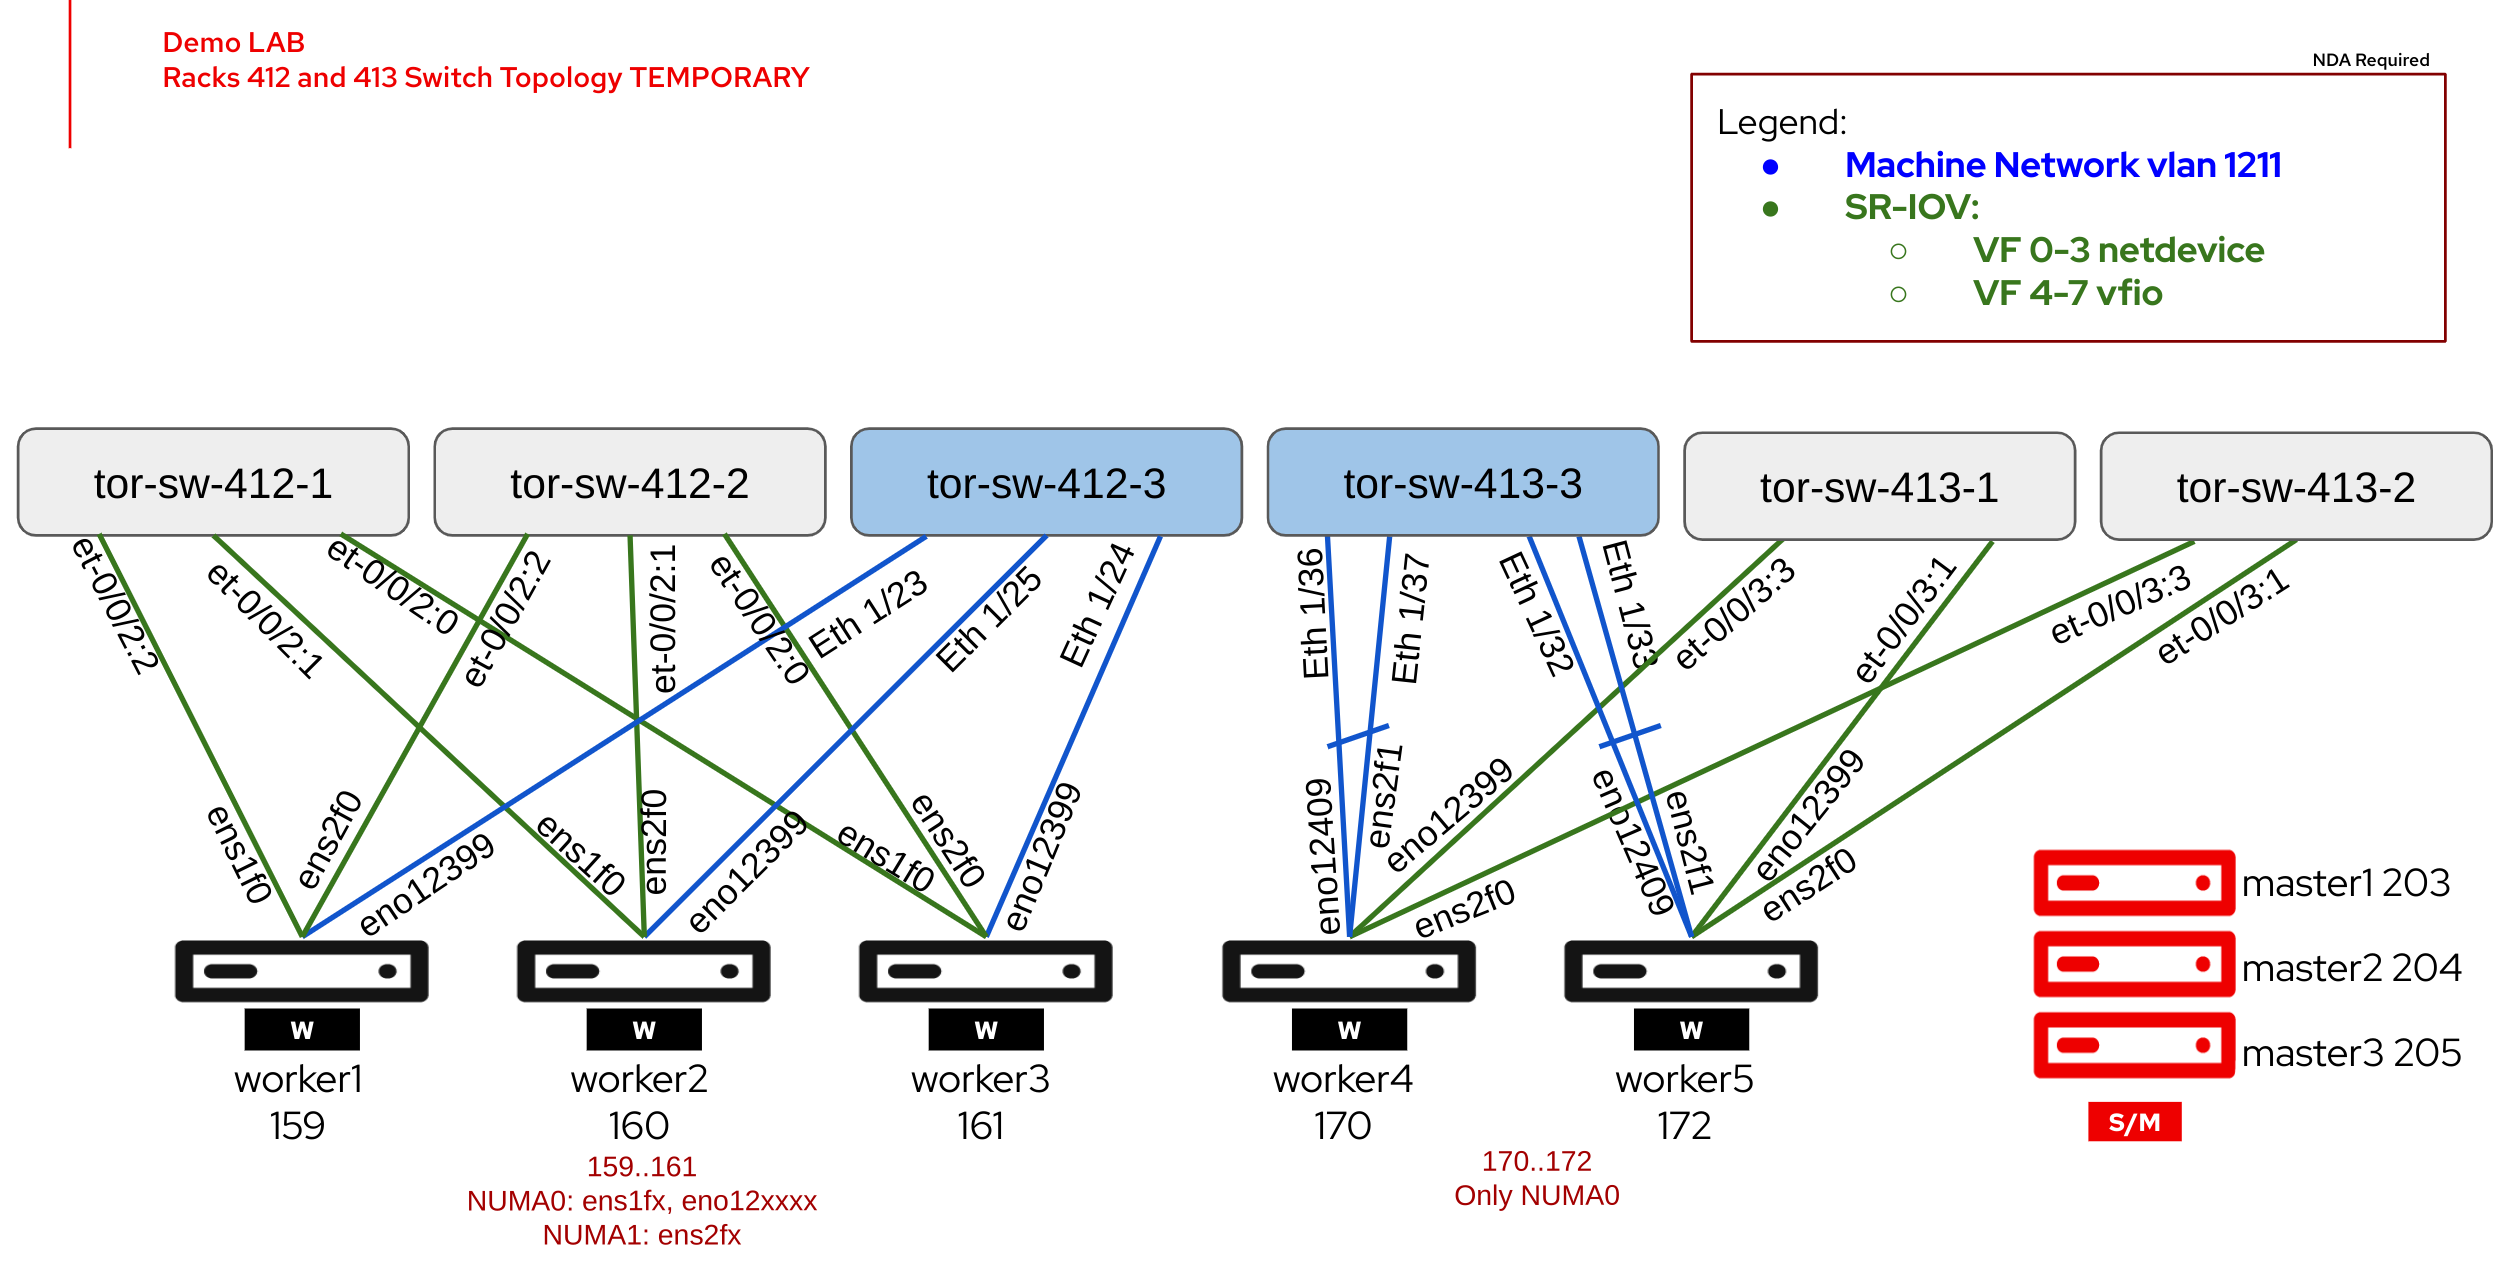 Demo LAB
Racks 412 and 413 Switch Topology TEMPORARY
NDA Required
Legend:
● Machine Network vlan 1211
● SR-IOV:
○ VF 0-3 netdevice
○ VF 4-7 vfio
tor-sw-412-1
tor-sw-412-2
tor-sw-412-3
tor-sw-413-3
tor-sw-413-1
tor-sw-413-2
et-0/0/2:2
et-0/0/2:1
et-0/0/2:0
et-0/0/2:2
et-0/0/2:1
et-0/0/2:0
Eth 1/23
Eth 1/25
Eth 1/24
Eth 1/36
Eth 1/37
Eth 1/32
Eth 1/33
et-0/0/3:3
et-0/0/3:1
et-0/0/3:3
et-0/0/3:1
ens1f0
ens2f0
eno12399
ens1f0
ens2f0
eno12399
ens1f0
ens2f0
eno12399
eno12409
ens2f1
eno12399
ens2f0
eno12409
ens2f1
eno12399
ens2f0
W
worker1
159
W
worker2
160
W
worker3
161
W
worker4
170
W
worker5
172
159..161
NUMA0: ens1fx, eno12xxxx
NUMA1: ens2fx
170..172
Only NUMA0
master1 203
master2 204
master3 205
S/M